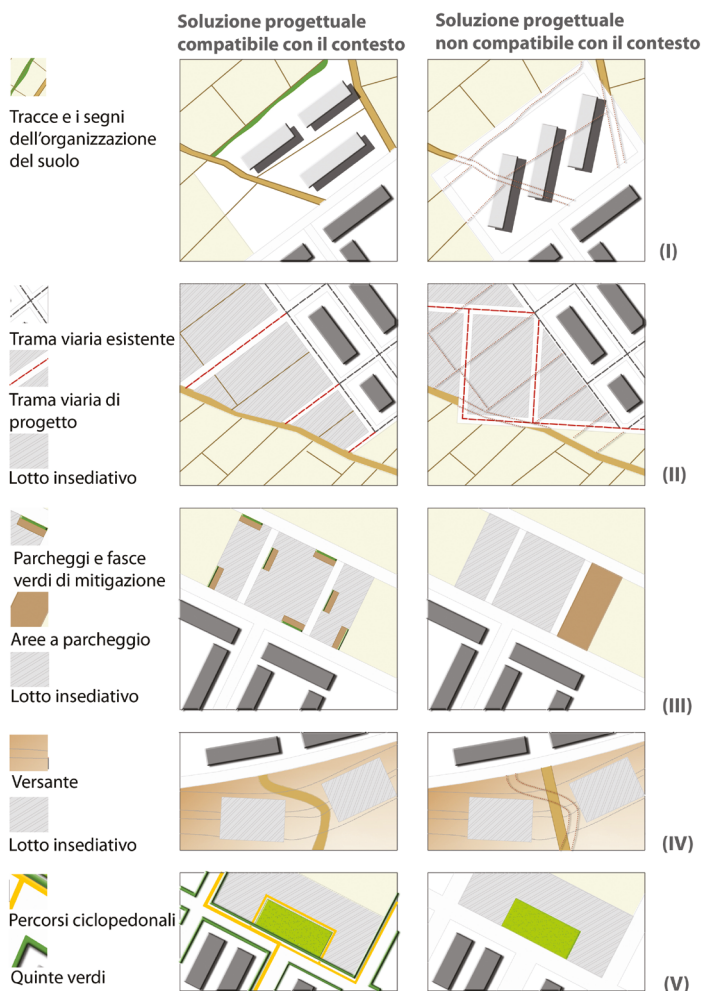 Soluzione progettuale
compatibile con il contesto
Soluzione progettuale
non compatibile con il contesto
Tracce e i segni
dell'organizzazione
del suolo
(I)
Trama viaria esistente
Trama viaria di
progetto
Lotto insediativo
(II)
Parcheggi e fasce
verdi di mitigazione
Aree a parcheggio
Lotto insediativo
(III)
Versante
Lotto insediativo
(IV)
Percorsi ciclopedonali
Quinte verdi
(V)